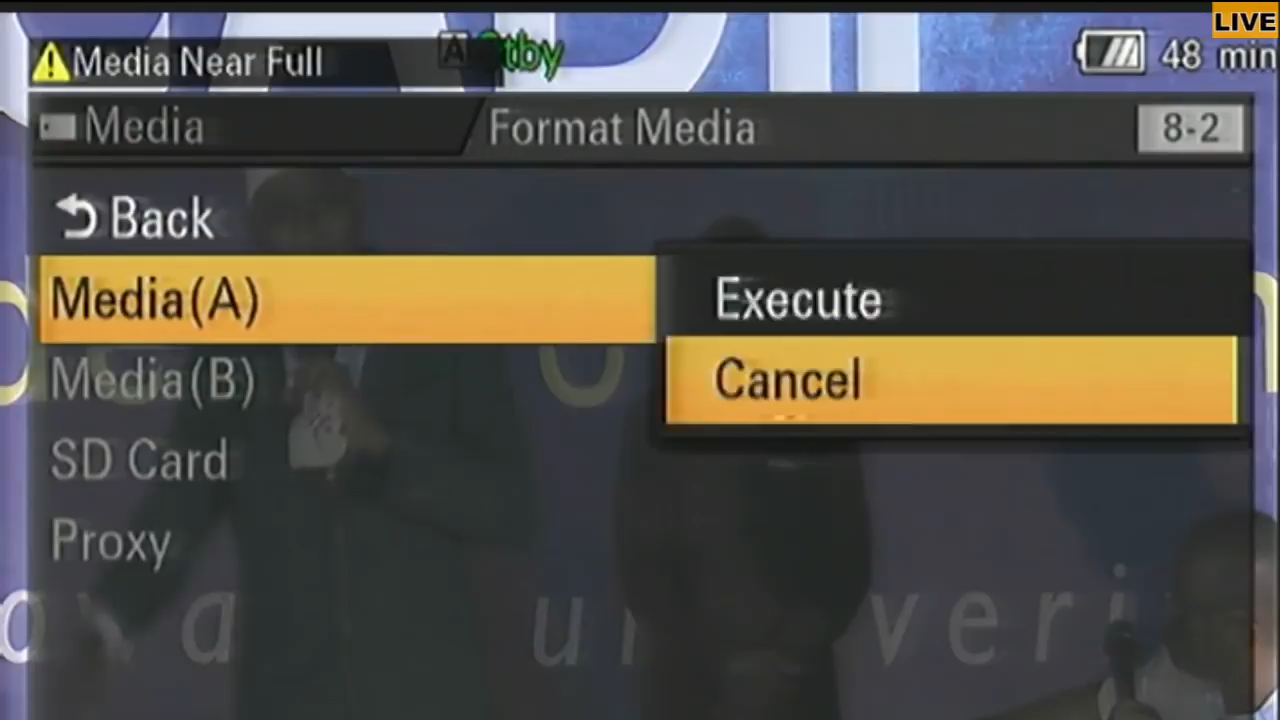 LIVE
Media Near Full
A Stby
48 min
Media
Format Media
8-2
Back
Media(A)
Execute
Media(B)
Cancel
SD Card
Proxy